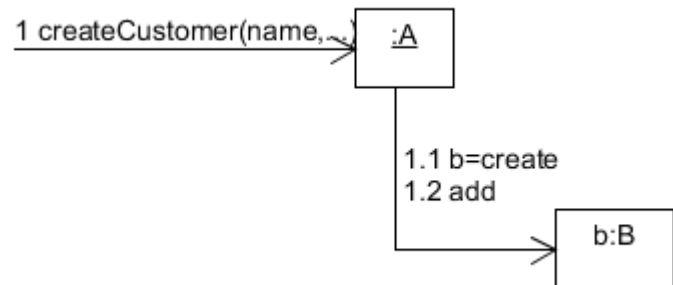 1 createCustomer(name,...)
:A
1.1 b=create
1.2 add
b:B